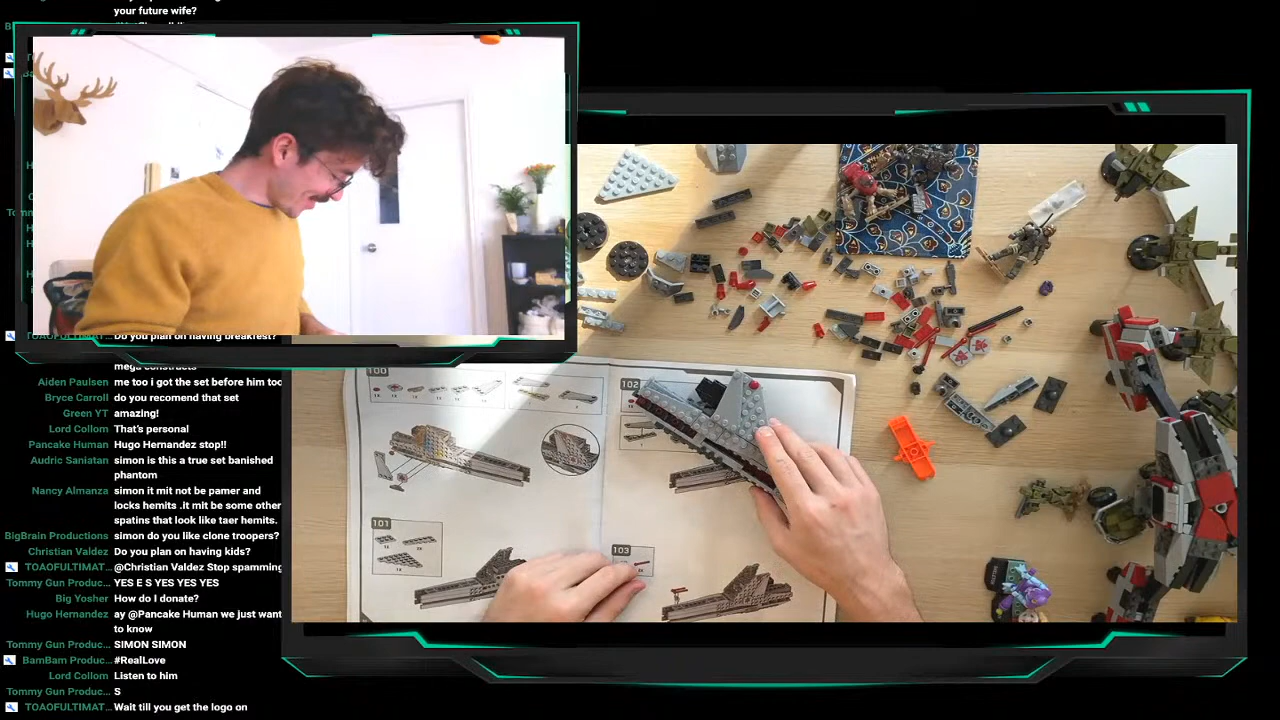 your future wife?
TOAOFULTIMAT... Do you plan on having breakfast?
mega constructs
Aiden Paulsen me too i got the set before him too
Bryce Carroll do you recomend that set
Green YT amazing!
Lord Collom That's personal
Pancake Human Hugo Hernandez stop!!
Audric Saniatan simon is this a true set banished
phantom
Nancy Almanza simon it mit not be pamer and
locks hemits .it mit be some other
spatins that look like taer hemits.
BigBrain Productions simon do you like clone troopers?
Christian Valdez Do you plan on having kids?
TOAOFULTIMAT... @Christian Valdez Stop spamming
Tommy Gun Produc... YES E S YES YES YES
Big Yosher How do i donate?
Hugo Hernandez ay @Pancake Human we just want
to know
Tommy Gun Produc... SIMON SIMON
BamBam Produc... #RealLove
Lord Collom Listen to him
Tommy Gun Produc... S
TOAOFULTIMAT... Wait till you get the logo on
100
102
101
103